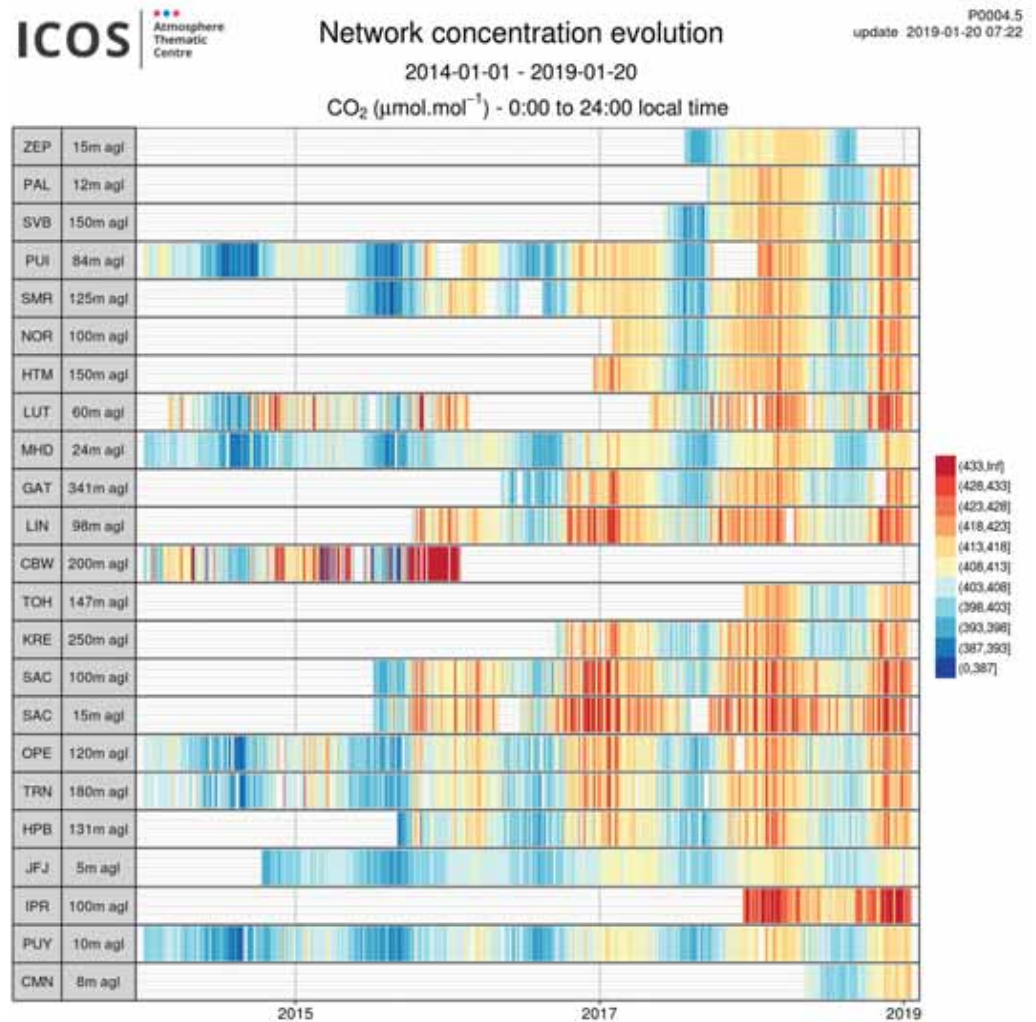 ICOS
Atmosphere
Thematic
Centre
Network concentration evolution
P0004.5
update 2019-01-20 07:22
2014-01-01 - 2019-01-20
CO₂ (μmol.mol⁻¹) - 0:00 to 24:00 local time
ZEP 15m agl
PAL 12m agl
SVB 150m agl
PUI 84m agl
SMR 125m agl
NOR 100m agl
HTM 150m agl
LUT 60m agl
MHD 24m agl
GAT 341m agl
LIN 98m agl
CBW 200m agl
TOH 147m agl
KRE 250m agl
SAC 100m agl
SAC 15m agl
OPE 120m agl
TRN 180m agl
HPB 131m agl
JFJ 5m agl
IPR 100m agl
PUY 10m agl
CMN 8m agl
(433,Inf]
(428,433]
(423,428]
(418,423]
(413,418]
(408,413]
(403,408]
(398,403]
(393,398]
(387,393]
(0,387]
2015 2017 2019